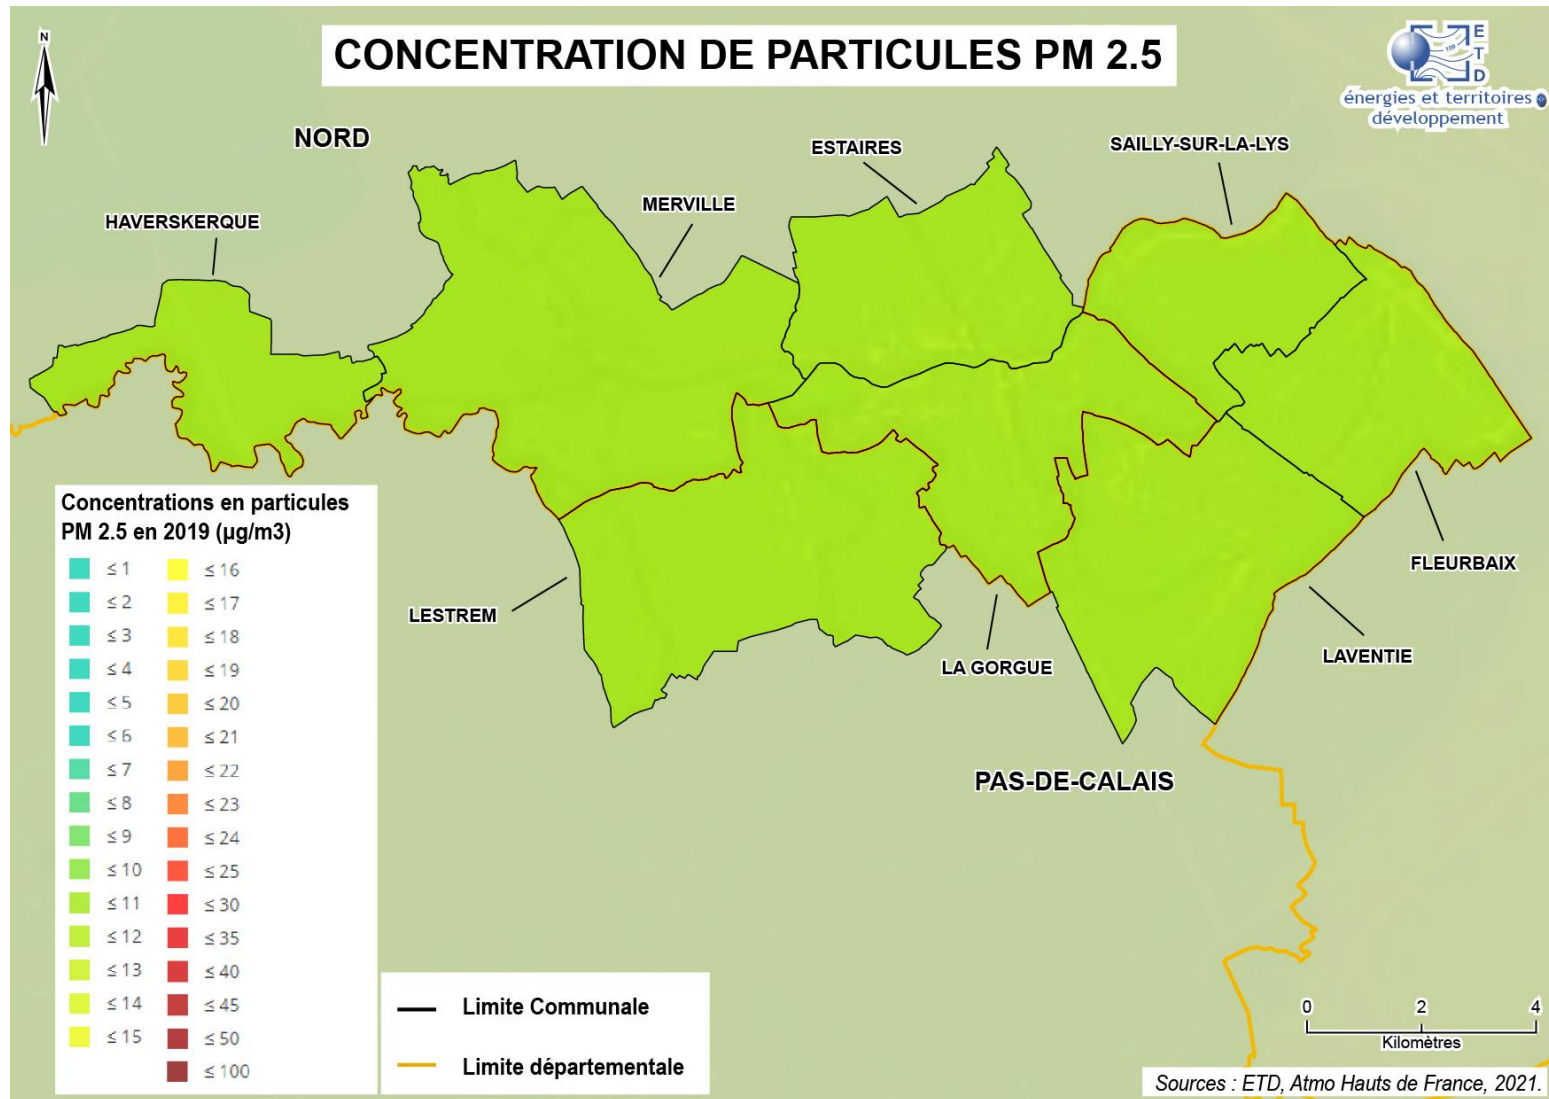 CONCENTRATION DE PARTICULES PM 2.5
N
E
T
D
109
énergies et territoires
développement
NORD
ESTAIRES
SAILLY-SUR-LA-LYS
MERVILLE
HAVERSKERQUE
LESTREM
LA GORGUE
FLEURBAIX
LAVENTIE
PAS-DE-CALAIS
Concentrations en particules
PM 2.5 en 2019 (µg/m3)
≤ 1
≤ 2
≤ 3
≤ 4
≤ 5
≤ 6
≤ 7
≤ 8
≤ 9
≤ 10
≤ 11
≤ 12
≤ 13
≤ 14
≤ 15
≤ 16
≤ 17
≤ 18
≤ 19
≤ 20
≤ 21
≤ 22
≤ 23
≤ 24
≤ 25
≤ 30
≤ 35
≤ 40
≤ 45
≤ 50
≤ 100
Limite Communale
Limite départementale
0 2 4
Kilomètres
Sources : ETD, Atmo Hauts de France, 2021.